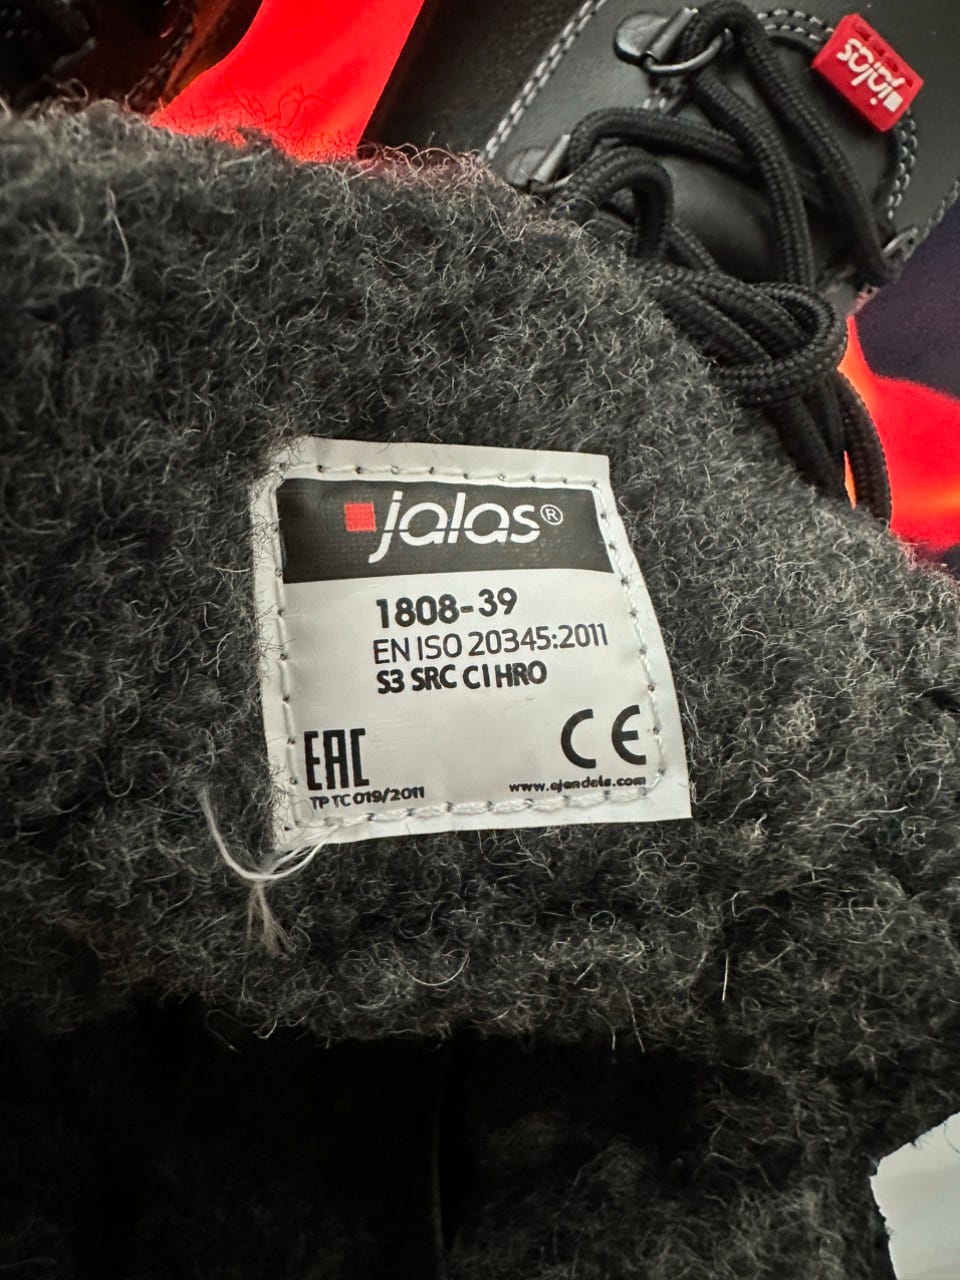 jalas
jalas®
1808-39
EN ISO 20345:2011
S3 SRC CI HRO
EAC
CE
TP TC 019/2011
www.ejendals.com